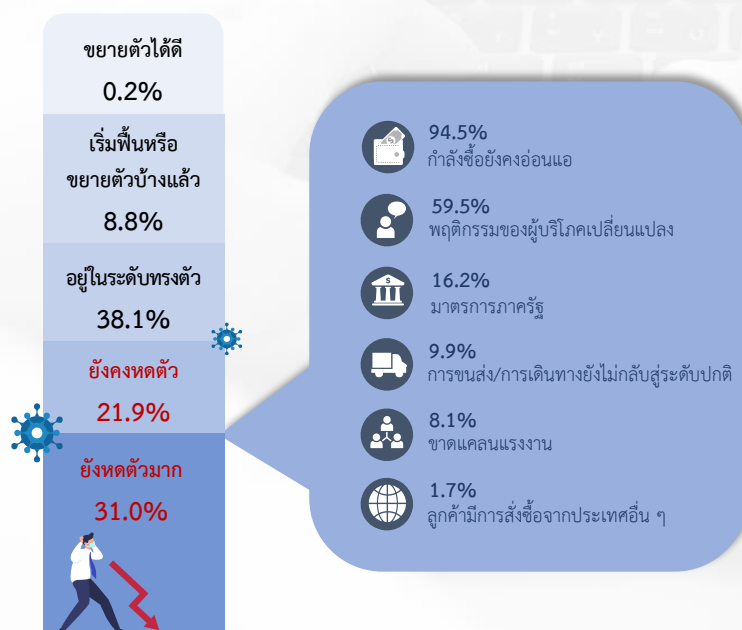 ขยายตัวได้ดี
0.2%
เริ่มฟื้นหรือ
ขยายตัวบ้างแล้ว
8.8%
อยู่ในระดับทรงตัว
38.1%
ยังคงหดตัว
21.9%
ยังหดตัวมาก
31.0%
94.5%
กำลังซื้อยังคงอ่อนแอ
59.5%
พฤติกรรมของผู้บริโภคเปลี่ยนแปลง
16.2%
มาตรการภาครัฐ
9.9%
การขนส่ง/การเดินทางยังไม่กลับสู่ระดับปกติ
8.1%
ขาดแคลนแรงงาน
1.7%
ลูกค้ามีการสั่งซื้อจากประเทศอื่น ๆ